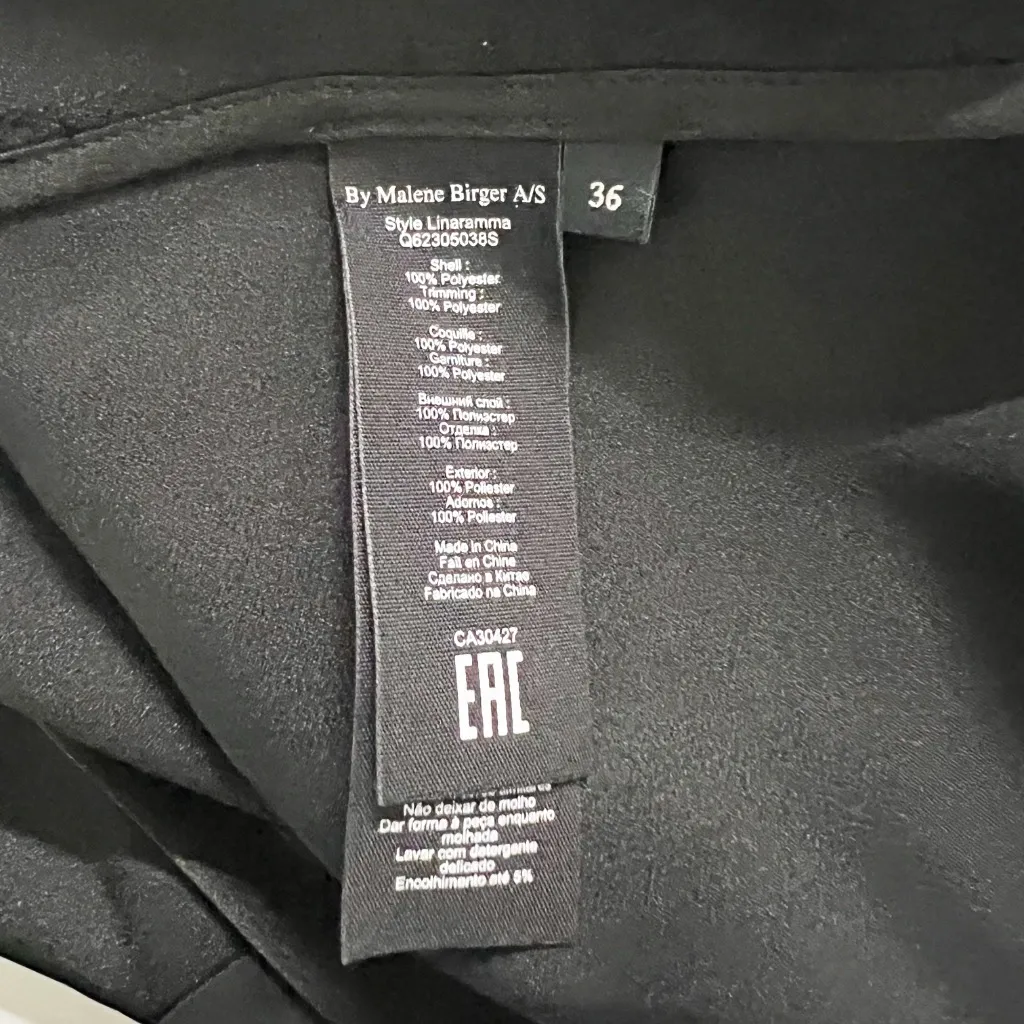 By Malene Birger A/S
36
Style Linaramma
Q62305038S
Shell :
100% Polyester
Trimming :
100% Polyester
Coquille :
100% Polyester
Garniture :
100% Polyester
Внешний слой :
100% Полиэстер
Отделка :
100% Полиэстер
Exterior :
100% Poliester
Adornos :
100% Poliester
Made in China
Fait en Chine
Сделано в Китае
Fabricado na China
CA30427
EAC
Não deixar de molho
Dar forma à peça enquanto
molhada
Lavar com detergente
delicado
Encolhimento até 5%